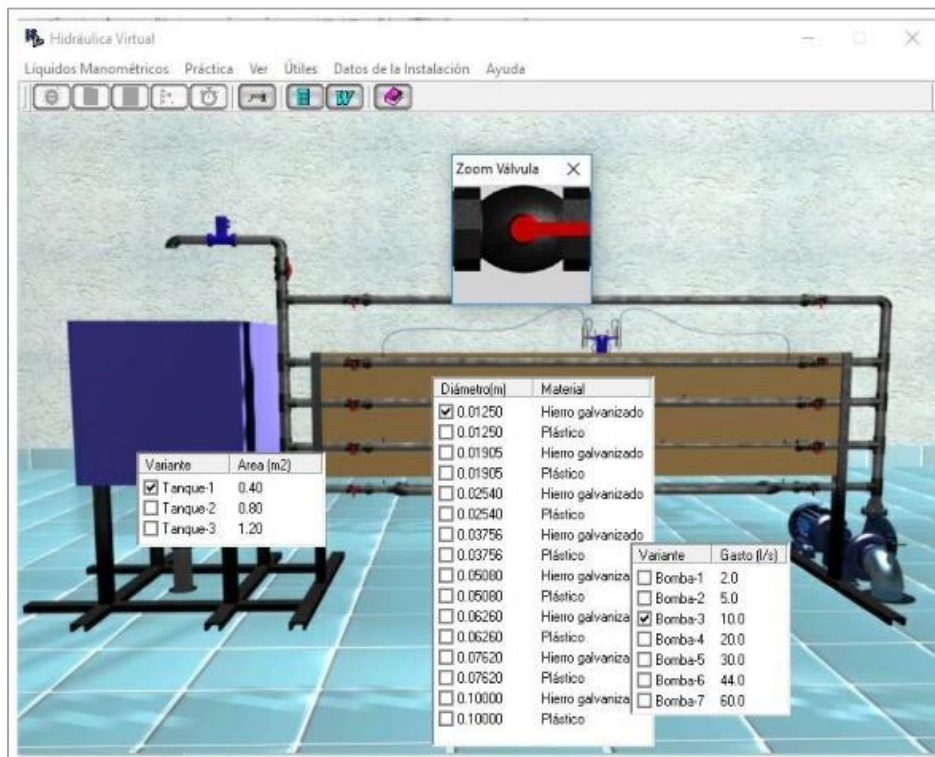 Hidráulica Virtual
Líquidos Manométricos Práctica Ver Útiles Datos de la Instalación Ayuda
Zoom Válvula
Diámetro(m) Material
0.01250 Hierro galvanizado
0.01250 Plástico
0.01905 Hierro galvanizado
0.01905 Plástico
0.02540 Hierro galvanizado
0.02540 Plástico
0.03756 Hierro galvanizado
0.03756 Plástico
0.05080 Hierro galvaniza
0.05080 Plástico
0.06260 Hierro galvaniza
0.06260 Plástico
0.07620 Hierro galvaniza
0.07620 Plástico
0.10000 Hierro galvaniza
0.10000 Plástico
Variante Area (m2)
Tanque-1 0.40
Tanque-2 0.80
Tanque-3 1.20
Variante Gasto (l/s)
Bomba-1 2.0
Bomba-2 5.0
Bomba-3 10.0
Bomba-4 20.0
Bomba-5 30.0
Bomba-6 44.0
Bomba-7 60.0